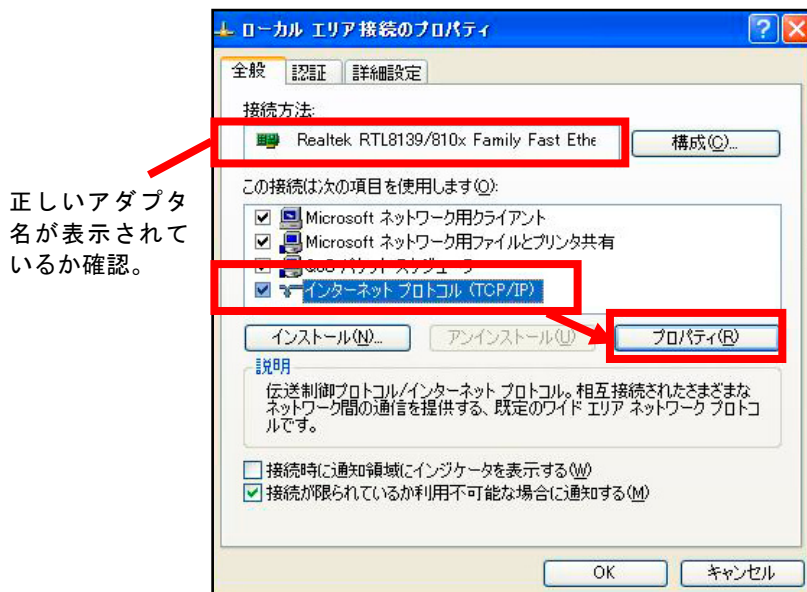 ローカル エリア接続のプロパティ
全般 認証 詳細設定
接続方法:
Realtek RTL8139/810x Family Fast Ethe 構成(C)...
正しいアダプタ
名が表示されて
いるか確認。
この接続は次の項目を使用します(O):
Microsoft ネットワーク用クライアント
Microsoft ネットワーク用ファイルとプリンタ共有
QoS パケット スケジューラ
インターネット プロトコル (TCP/IP)
インストール(N)... アンインストール(U) プロパティ(R)
説明
伝送制御プロトコル/インターネット プロトコル。相互接続されたさまざまな
ネットワーク間の通信を提供する、既定のワイド エリア ネットワーク プロトコ
ルです。
接続時に通知領域にインジケータを表示する(W)
接続が限られているか利用不可能な場合に通知する(M)
OK キャンセル